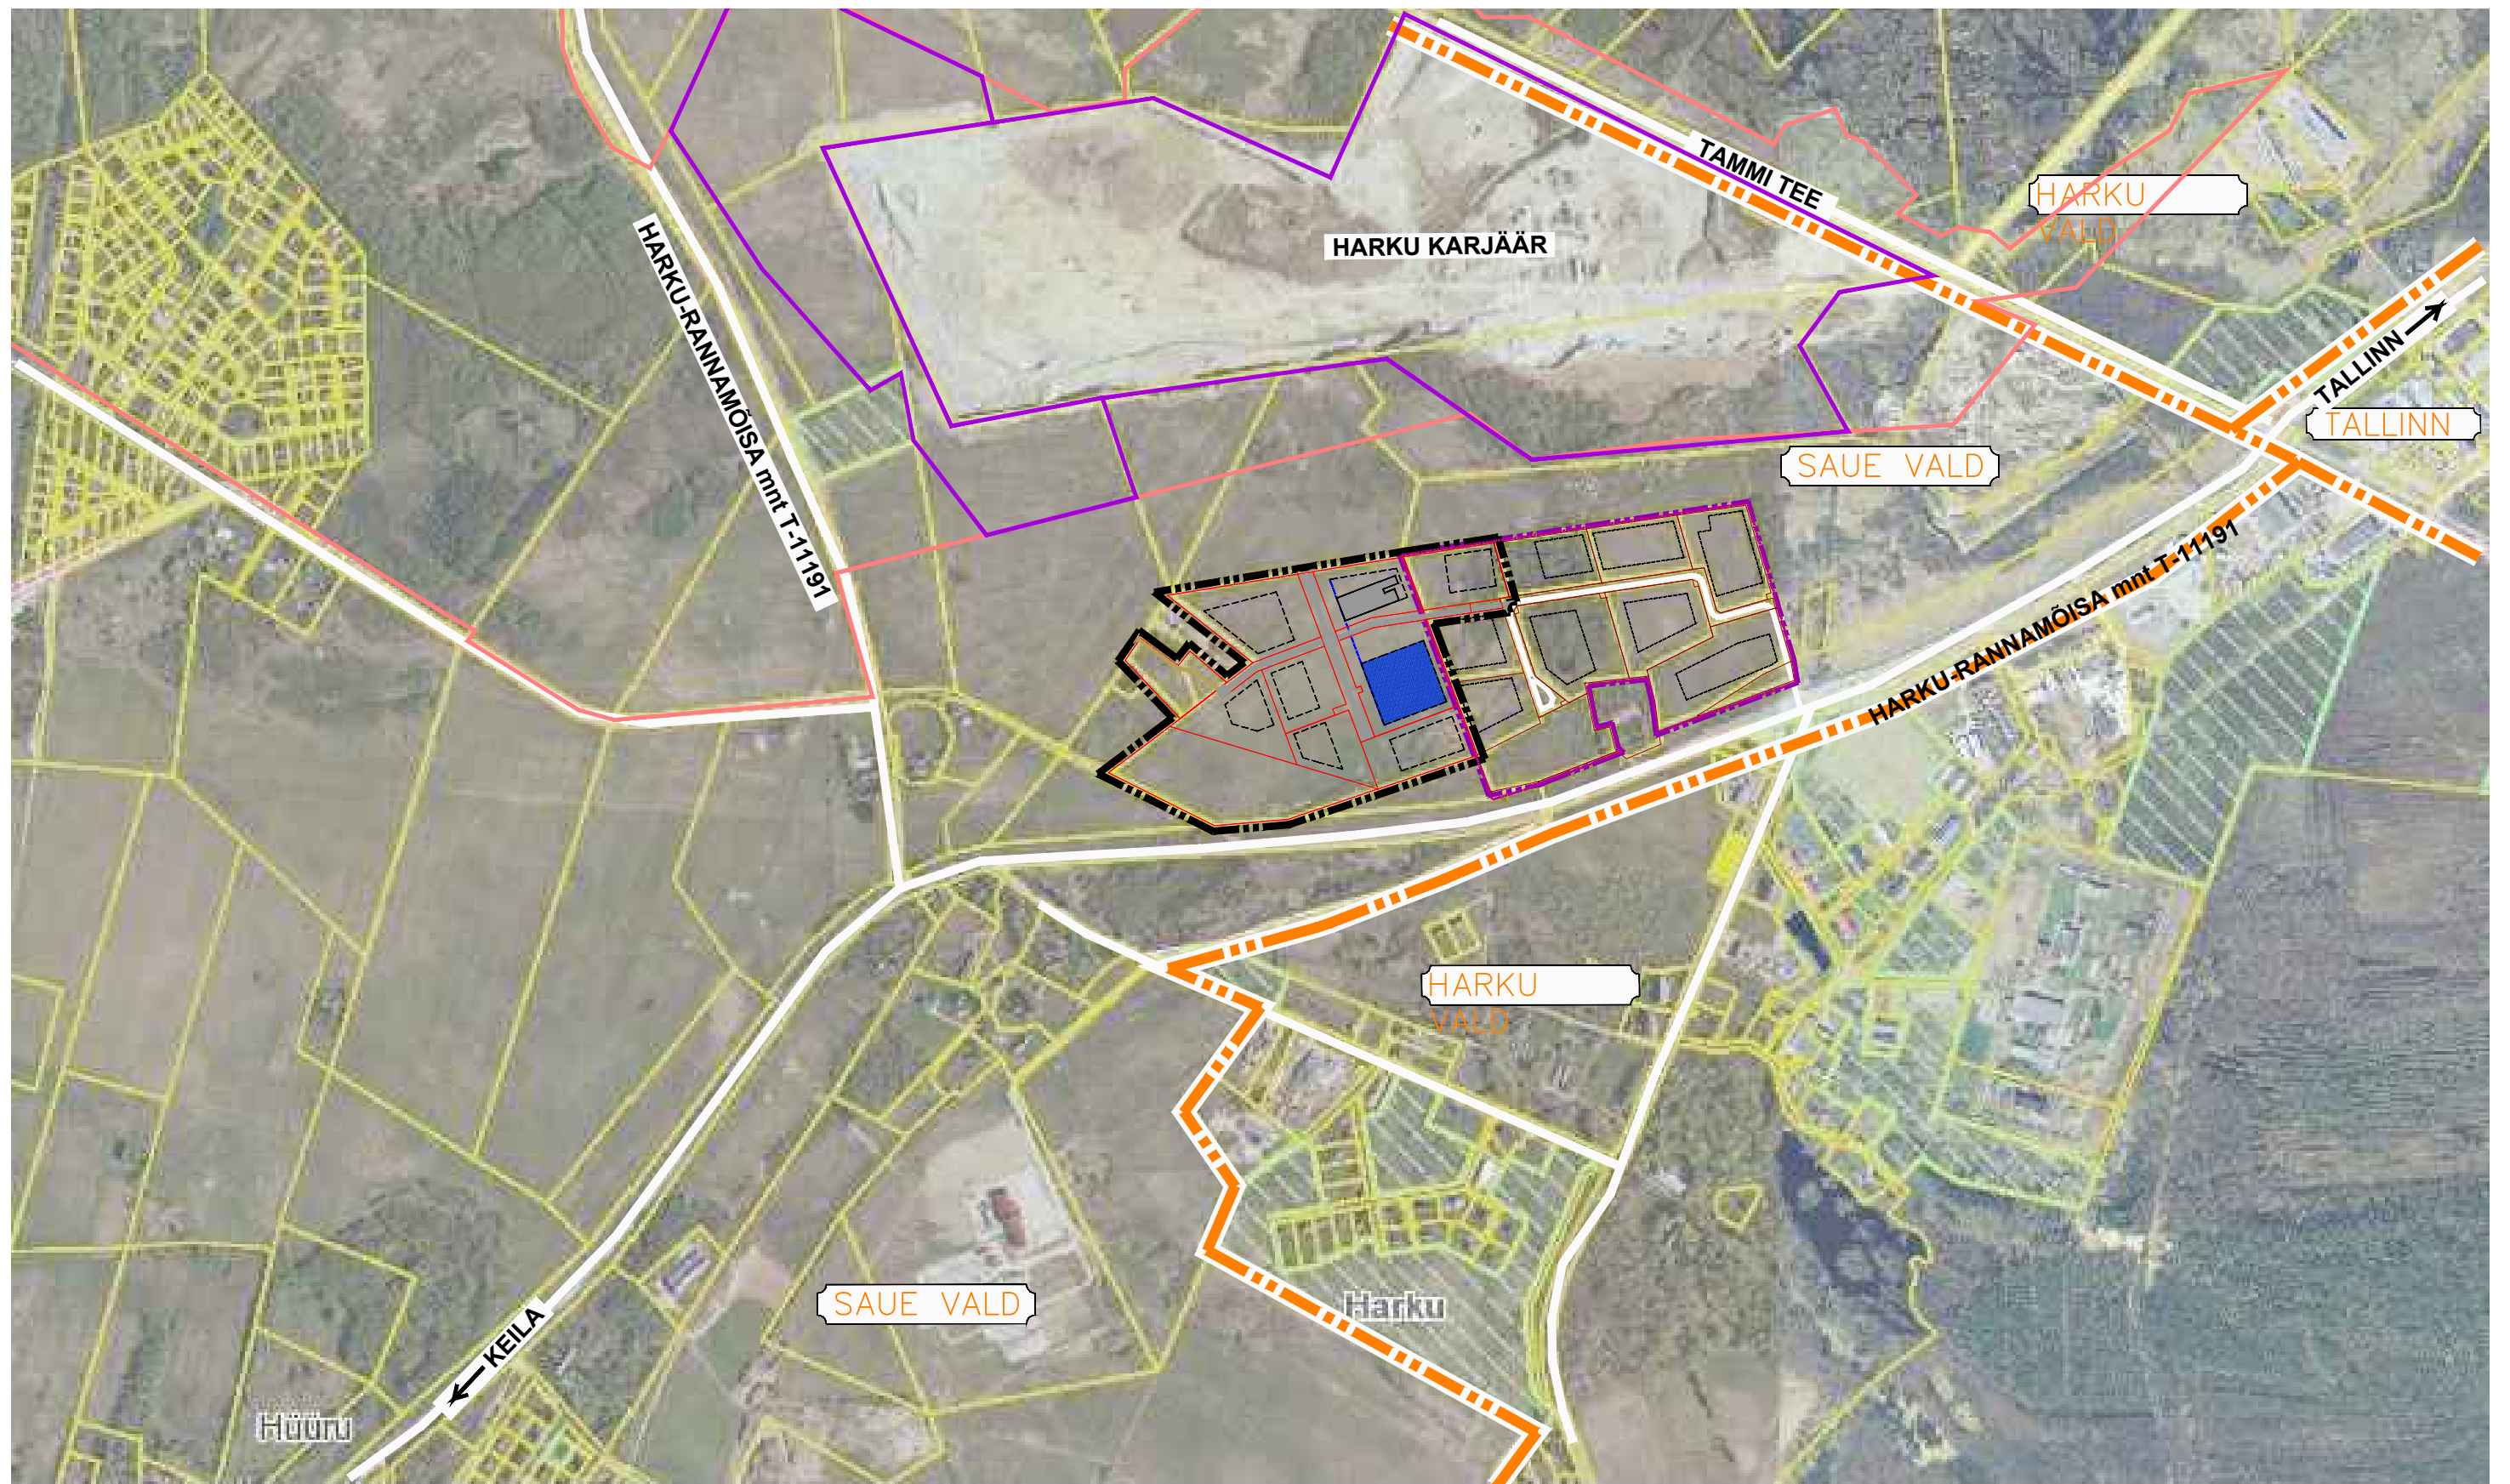 TAMMI TEE
HARKU
VALD
HARKU KARJÄÄR
HARKU-RANNAMÕISA mnt T-11191
TALLINN
TALLINN
SAUE VALD
HARKU-RANNAMÕISA mnt T-11191
HARKU
VALD
SAUE VALD
Harku
KEILA
Hüüru